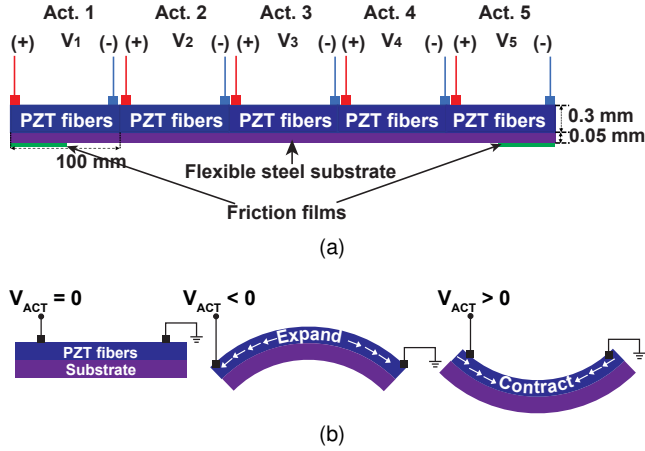 Act. 1 Act. 2 Act. 3 Act. 4 Act. 5
(+) V1 (-) (+) V2 (-) (+) V3 (-) (+) V4 (-) (+) V5 (-)
PZT fibers PZT fibers PZT fibers PZT fibers PZT fibers 0.3 mm
0.05 mm
100 mm
Flexible steel substrate
Friction films
(a)
VACT = 0 VACT < 0 VACT > 0
Expand
PZT fibers
Substrate
Contract
(b)